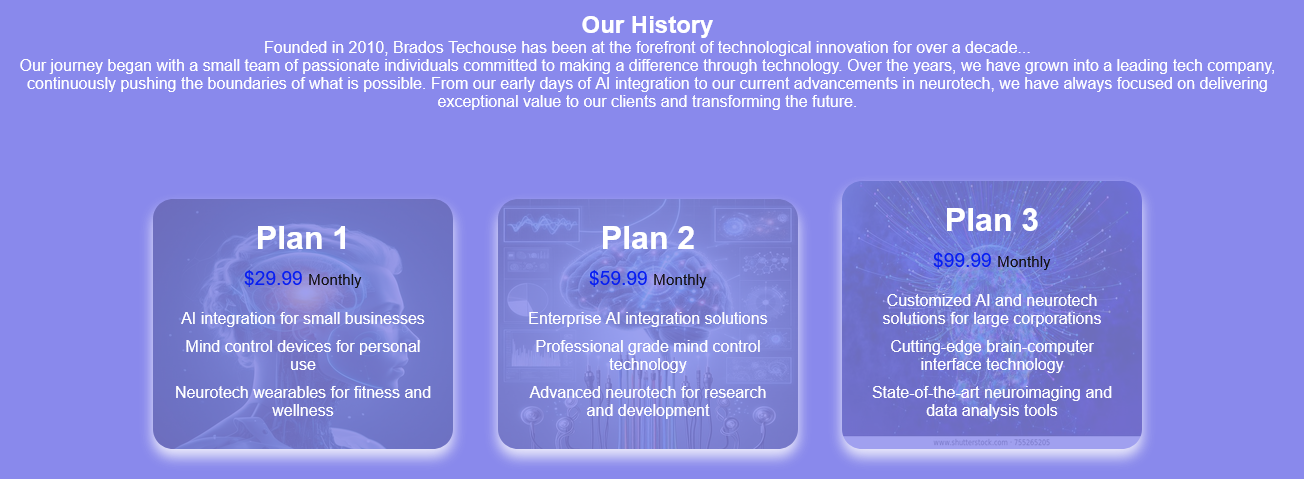 Our History
Founded in 2010, Brados Techouse has been at the forefront of technological innovation for over a decade...
Our journey began with a small team of passionate individuals committed to making a difference through technology. Over the years, we have grown into a leading tech company,
continuously pushing the boundaries of what is possible. From our early days of AI integration to our current advancements in neurotech, we have always focused on delivering
exceptional value to our clients and transforming the future.
Plan 1
$29.99 Monthly
AI integration for small businesses
Mind control devices for personal
use
Neurotech wearables for fitness and
wellness
Plan 2
$59.99 Monthly
Enterprise AI integration solutions
Professional grade mind control
technology
Advanced neurotech for research
and development
Plan 3
$99.99 Monthly
Customized AI and neurotech
solutions for large corporations
Cutting-edge brain-computer
interface technology
State-of-the-art neuroimaging and
data analysis tools
www.shutterstock.com · 755265205